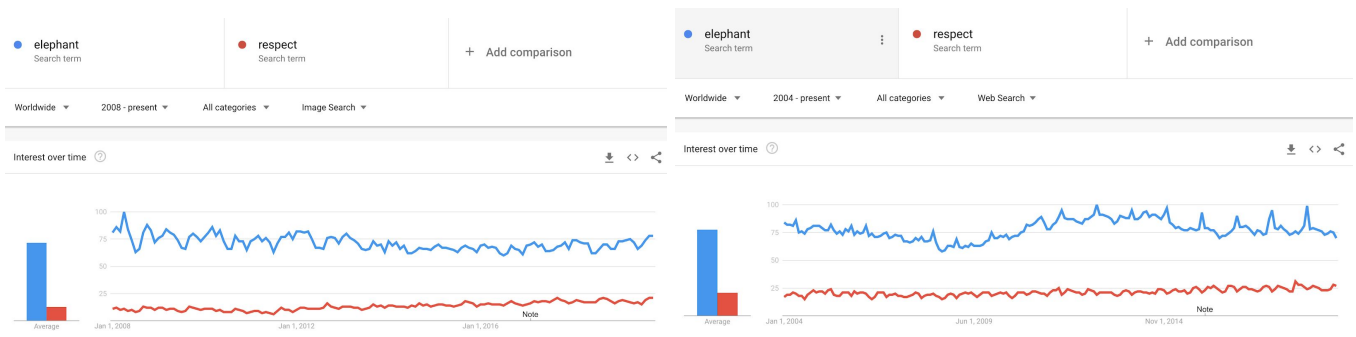 elephant
Search term
respect
Search term
+ Add comparison
Worldwide
2008 - present
All categories
Image Search
Interest over time
100
75
50
25
Average
Jan 1, 2008
Jan 1, 2012
Jan 1, 2016
Note
elephant
Search term
respect
Search term
+ Add comparison
Worldwide
2004 - present
All categories
Web Search
Interest over time
100
75
50
25
Average
Jan 1, 2004
Jun 1, 2009
Nov 1, 2014
Note